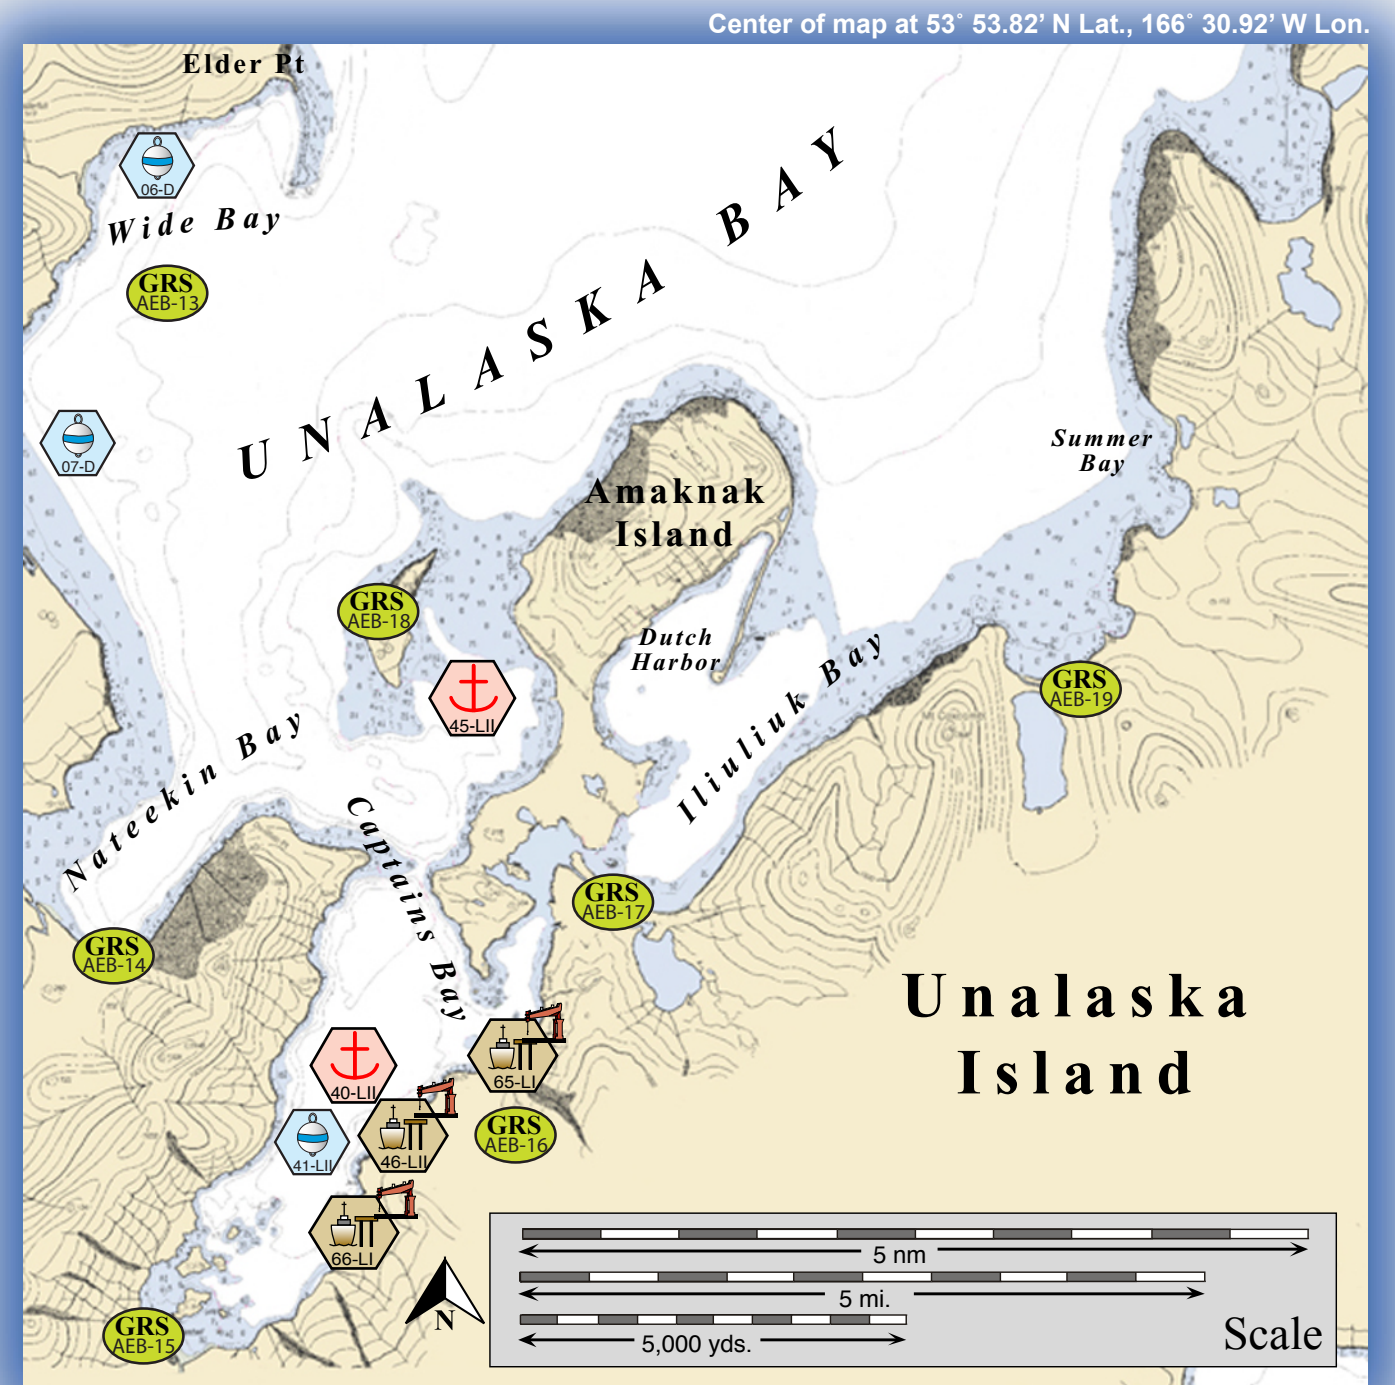 Center of map at 53° 53.82' N Lat., 166° 30.92' W Lon.
Elder Pt
06-D
Wide Bay
GRS
AEB-13
UNALASKA BAY
07-D
Summer
Bay
Amaknak
Island
GRS
AEB-18
Dutch
Harbor
45-LII
GRS
AEB-19
Iliuliuk Bay
Nateekin Bay
Captains Bay
GRS
AEB-17
GRS
AEB-14
Unalaska
Island
65-LI
40-LII
46-LII
41-LII
GRS
AEB-16
66-LI
N
GRS
AEB-15
5 nm
5 mi.
5,000 yds.
Scale